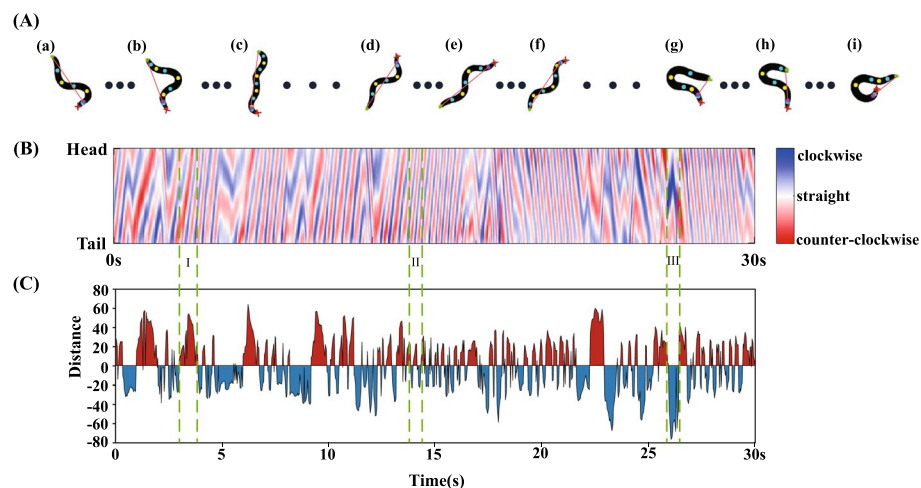 (A)
(a) (b) (c) (d) (e) (f) (g) (h) (i)
(B) Head
Tail
0s 30s
clockwise
straight
counter-clockwise
I II III
(C)
Distance
80
60
40
20
0
-20
-40
-60
-80
0 5 10 15 20 25 30s
Time(s)